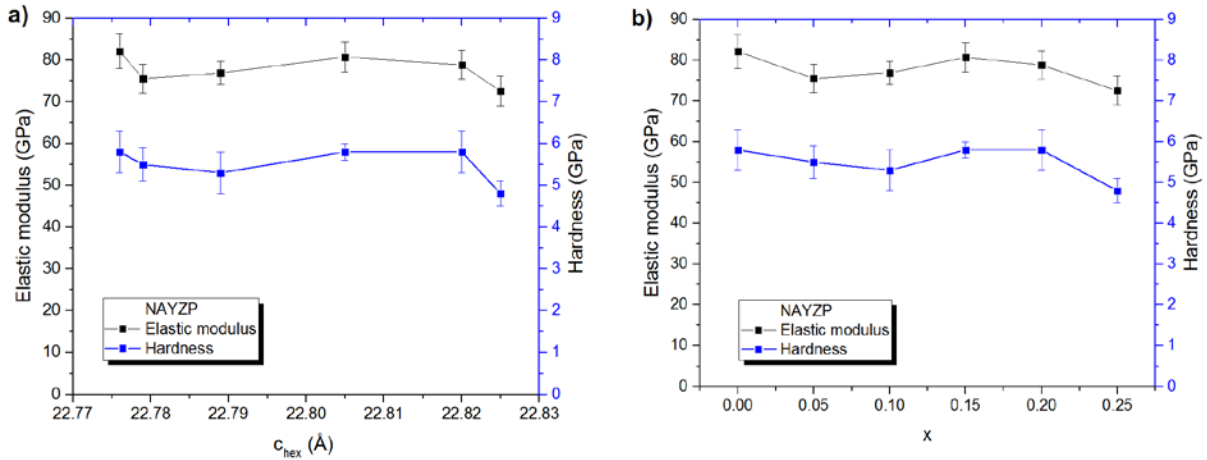 a)
90
80
70
60
50
40
30
20
10
0
Elastic modulus (GPa)
9
8
7
6
5
4
3
2
1
0
Hardness (GPa)
NAYZP
Elastic modulus
Hardness
22.77 22.78 22.79 22.80 22.81 22.82 22.83
c_hex (Å)
b)
90
80
70
60
50
40
30
20
10
0
Elastic modulus (GPa)
9
8
7
6
5
4
3
2
1
0
Hardness (GPa)
NAYZP
Elastic modulus
Hardness
0.00 0.05 0.10 0.15 0.20 0.25
x